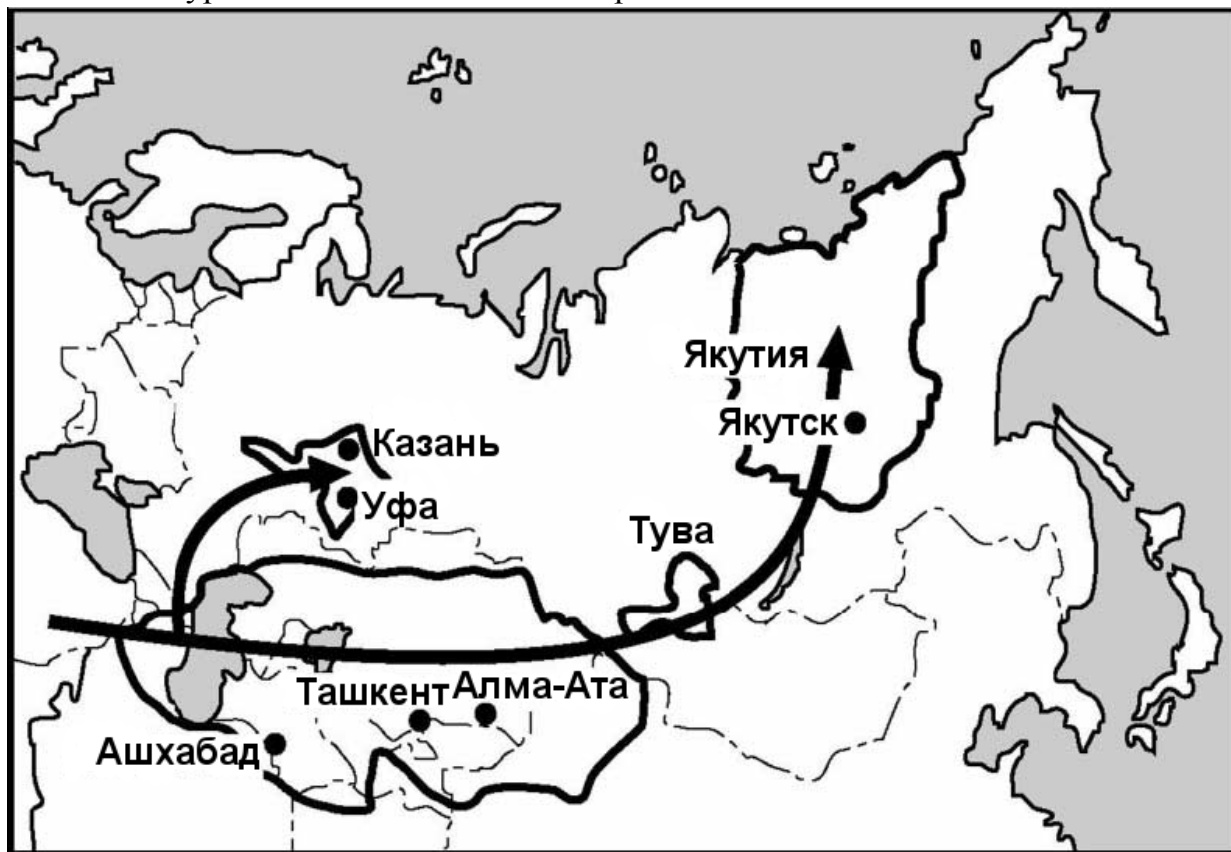 Якутия
Якутск
Казань
Уфа
Тува
Ташкент Алма-Ата
Ашхабад